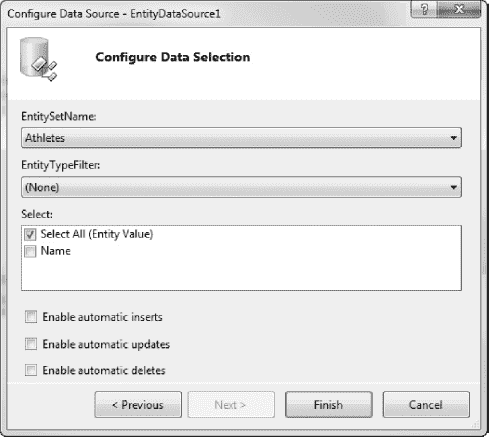 Configure Data Source - EntityDataSource1
Configure Data Selection
EntitySetName:
Athletes
EntityTypeFilter:
(None)
Select:
Select All (Entity Value)
Name
Enable automatic inserts
Enable automatic updates
Enable automatic deletes
< Previous Next > Finish Cancel